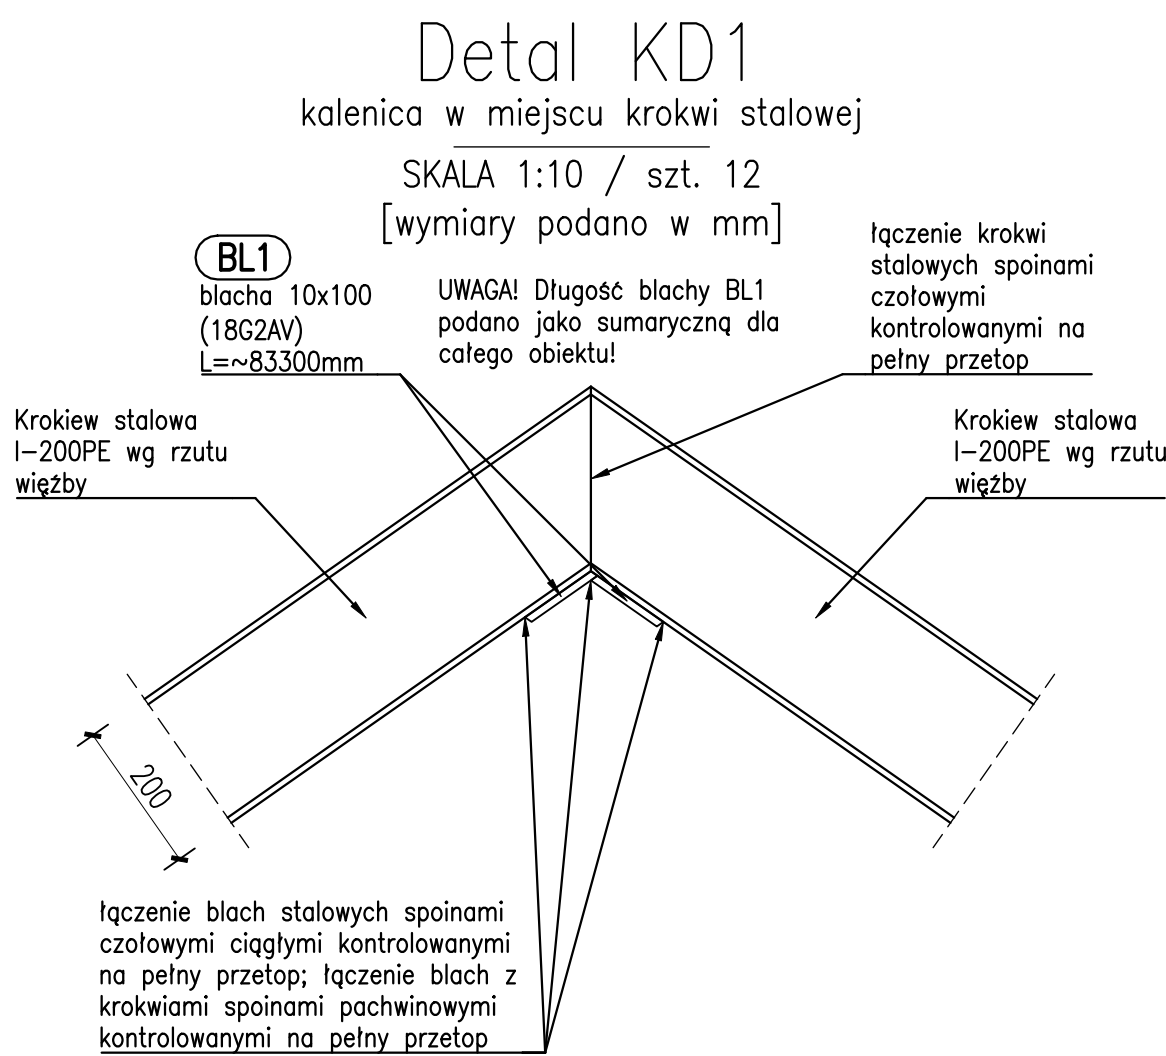 Detal KD1
kalenica w miejscu krokwi stalowej
SKALA 1:10 / szt. 12
[wymiary podano w mm]
BL1
blacha 10x100
(18G2AV)
L=~83300mm
UWAGA! Długość blachy BL1
podano jako sumaryczną dla
całego obiektu!
łączenie krokwi
stalowych spoinami
czołowymi
kontrolowanymi na
pełny przetop
Krokiew stalowa
I-200PE wg rzutu
więźby
Krokiew stalowa
I-200PE wg rzutu
więźby
200
łączenie blach stalowych spoinami
czołowymi ciągłymi kontrolowanymi
na pełny przetop; łączenie blach z
krokwiami spoinami pachwinowymi
kontrolowanymi na pełny przetop